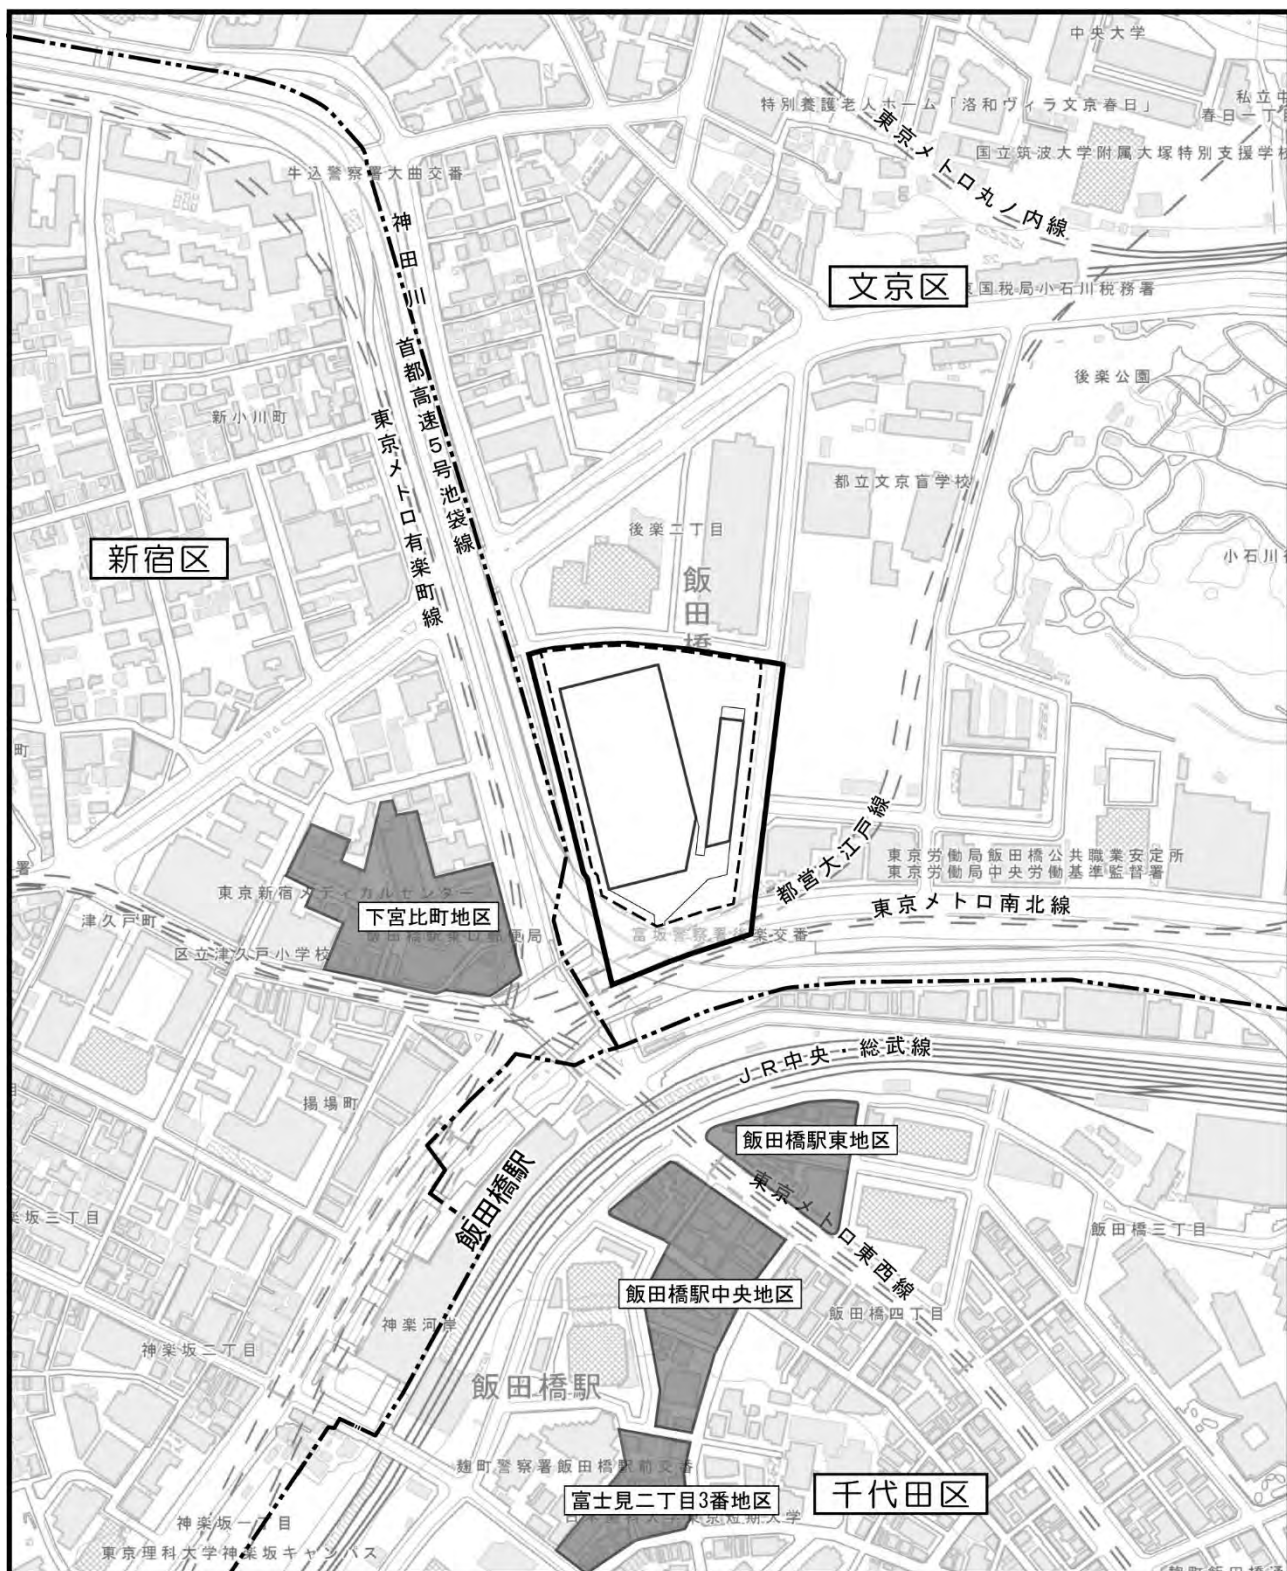 中央大学
特別養護老人ホーム「洛和ヴィラ文京春日」
私立中
春日一丁目
東京メトロ丸ノ内線
国立筑波大学附属大塚特別支援学校
牛込警察署大曲交番
神田川
文京区
国税局小石川税務署
首都高速5号池袋線
後楽公園
新小川町
東京メトロ有楽町線
都立文京盲学校
後楽二丁目
新宿区
飯田橋
小石川
町
都営大江戸線
東京労働局飯田橋公共職業安定所
東京労働局中央労働基準監督署
署
東京新宿メディカルセンター
東京メトロ南北線
津久戸町
下宮比町地区
飯田橋駅東口郵便局
富坂警察署後楽交番
区立津久戸小学校
JR中央・総武線
揚場町
飯田橋駅東地区
飯田橋駅
東京メトロ東西線
楽坂三丁目
飯田橋三丁目
飯田橋駅中央地区
飯田橋四丁目
神楽河岸
神楽坂二丁目
飯田橋駅
麹町警察署飯田橋駅前交番
富士見二丁目3番地区
千代田区
神楽坂一丁目
東京理科大学神楽坂キャンパス